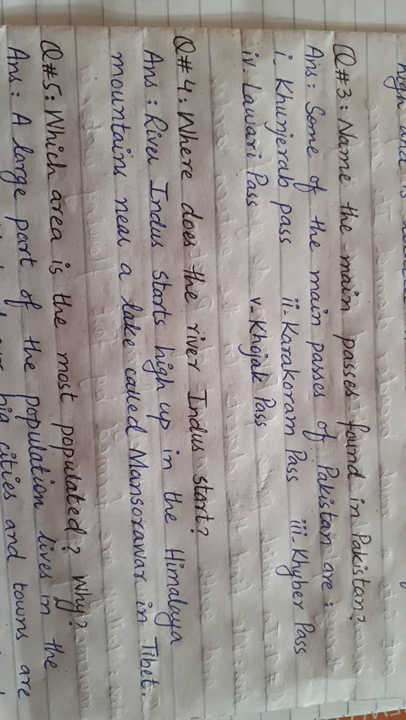 high and is
Q#3: Name the main passes found in Pakistan?
Ans: Some of the main passes of Pakistan are:
i. Khunjerab pass ii. Karakoram Pass iii. Khyber Pass
iv. Lawari Pass v. Khojak Pass
Q#4: Where does the river Indus start?
Ans: River Indus starts high up in the Himalaya
mountains near a lake called Mansorawar in Tibet.
Q#5: Which area is the most populated? Why?
Ans: A large part of the population lives in the
big cities and towns are